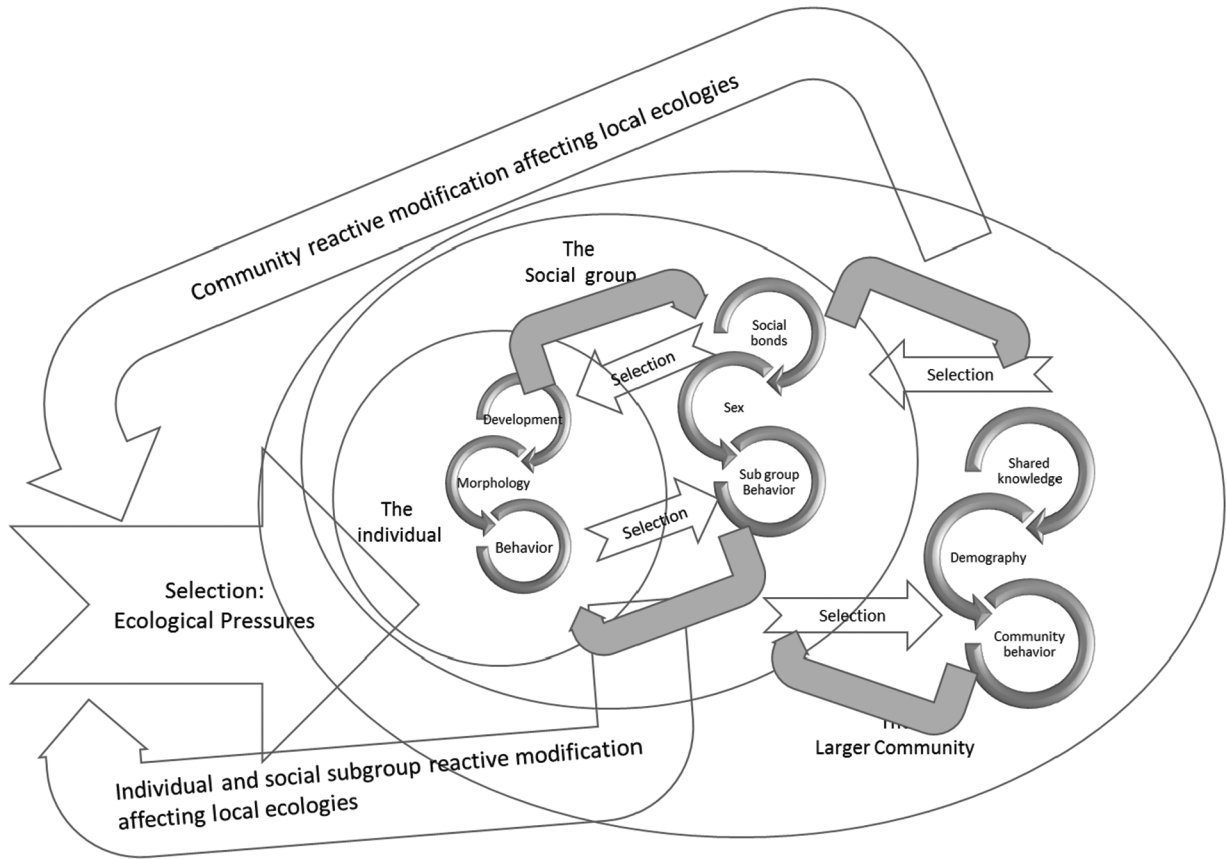 Community reactive modification affecting local ecologies
The
Social group
Social
bonds
Selection
Sex
Sub group
Behavior
Development
Morphology
Behavior
The
individual
Selection
Selection
Shared
knowledge
Demography
Community
behavior
Selection
Larger Community
Selection:
Ecological Pressures
Individual and social subgroup reactive modification
affecting local ecologies